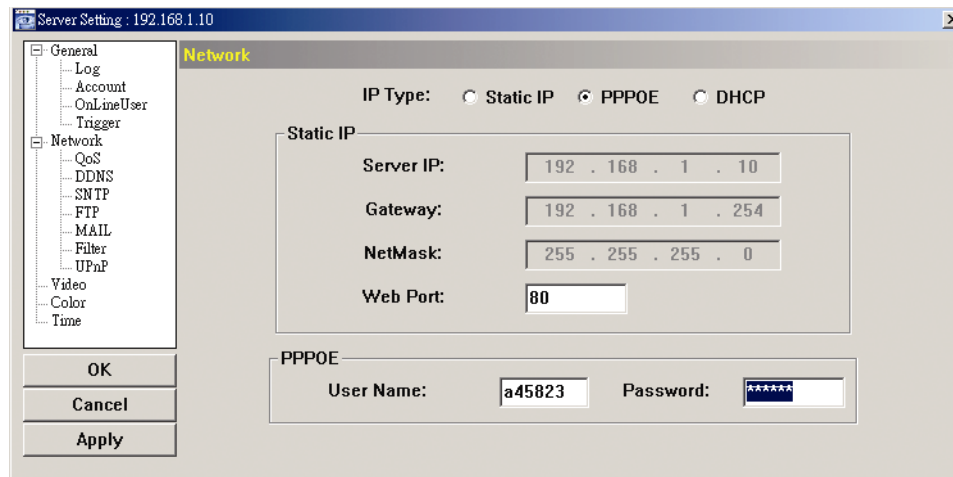 Server Setting : 192.168.1.10
General
Log
Account
OnLineUser
Trigger
Network
QoS
DDNS
SNTP
FTP
MAIL
Filter
UPnP
Video
Color
Time
OK
Cancel
Apply
Network
IP Type: Static IP PPPOE DHCP
Static IP
Server IP: 192 . 168 . 1 . 10
Gateway: 192 . 168 . 1 . 254
NetMask: 255 . 255 . 255 . 0
Web Port: 80
PPPOE
User Name: a45823 Password: ******